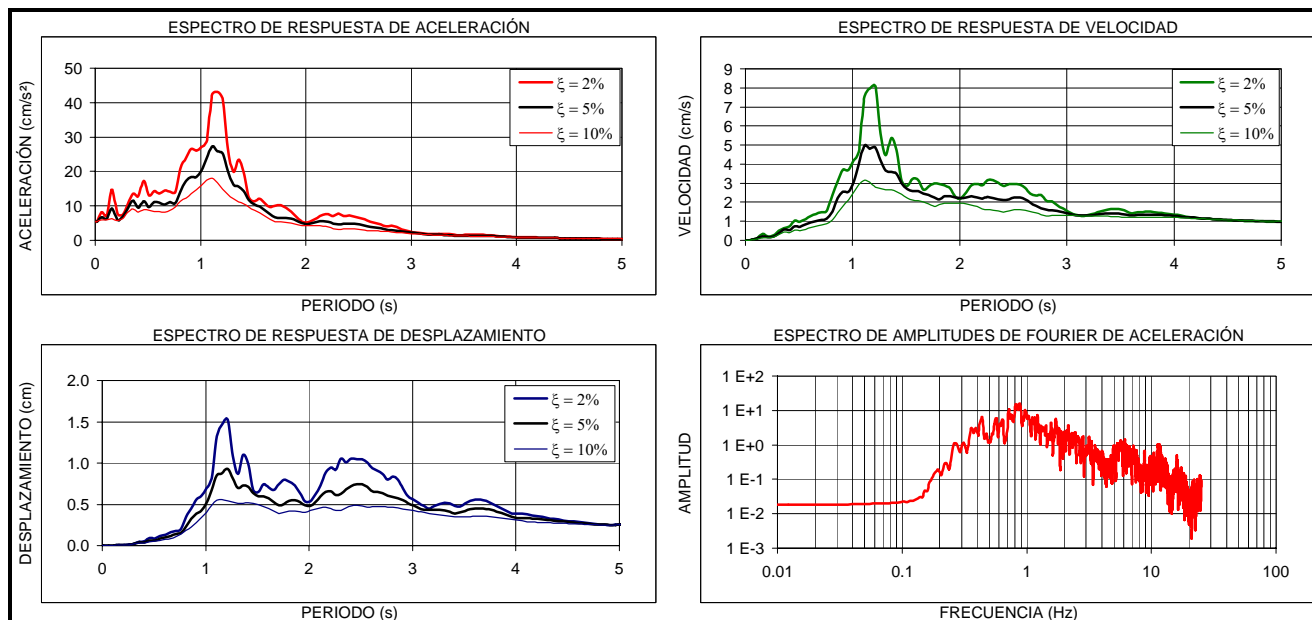 ESPECTRO DE RESPUESTA DE ACELERACIÓN
ACELERACIÓN (cm/s²)
50
40
30
20
10
0
0 1 2 3 4 5
PERIODO (s)
ξ = 2%
ξ = 5%
ξ = 10%
ESPECTRO DE RESPUESTA DE VELOCIDAD
VELOCIDAD (cm/s)
9
8
7
6
5
4
3
2
1
0
0 1 2 3 4 5
PERIODO (s)
ξ = 2%
ξ = 5%
ξ = 10%
ESPECTRO DE RESPUESTA DE DESPLAZAMIENTO
DESPLAZAMIENTO (cm)
2.0
1.5
1.0
0.5
0.0
0 1 2 3 4 5
PERIODO (s)
ξ = 2%
ξ = 5%
ξ = 10%
ESPECTRO DE AMPLITUDES DE FOURIER DE ACELERACIÓN
AMPLITUD
1 E+2
1 E+1
1 E+0
1 E-1
1 E-2
1 E-3
0.01 0.1 1 10 100
FRECUENCIA (Hz)